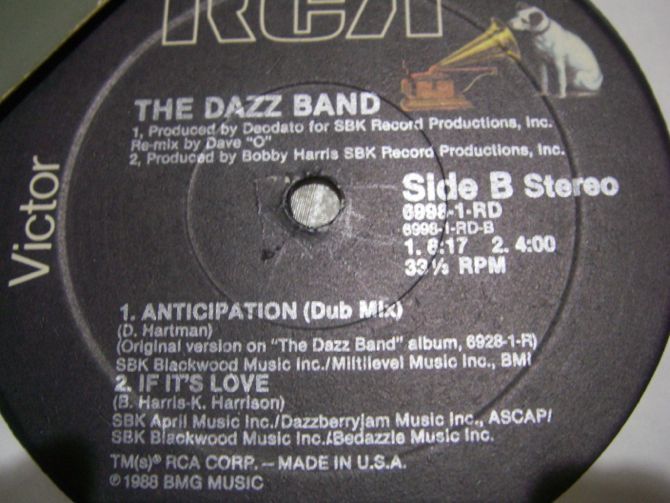 RCA
Victor
THE DAZZ BAND
1, Produced by Deodato for SBK Record Productions, Inc.
Re-mix by Dave "O"
2, Produced by Bobby Harris SBK Record Productions, Inc.
Side B Stereo
6998-1-RD
6998-1-RD-B
1. 6:17 2. 4:00
33⅓ RPM
1. ANTICIPATION (Dub Mix)
(D. Hartman)
(Original version on "The Dazz Band" album, 6928-1-R)
SBK Blackwood Music Inc./Miltilevel Music Inc., BMI
2. IF IT'S LOVE
(B. Harris-K. Harrison)
SBK April Music Inc./Dazzberryjam Music Inc., ASCAP/
SBK Blackwood Music Inc./Bedazzle Music Inc.
TM(s)® RCA CORP. – MADE IN U.S.A.
℗1988 BMG MUSIC